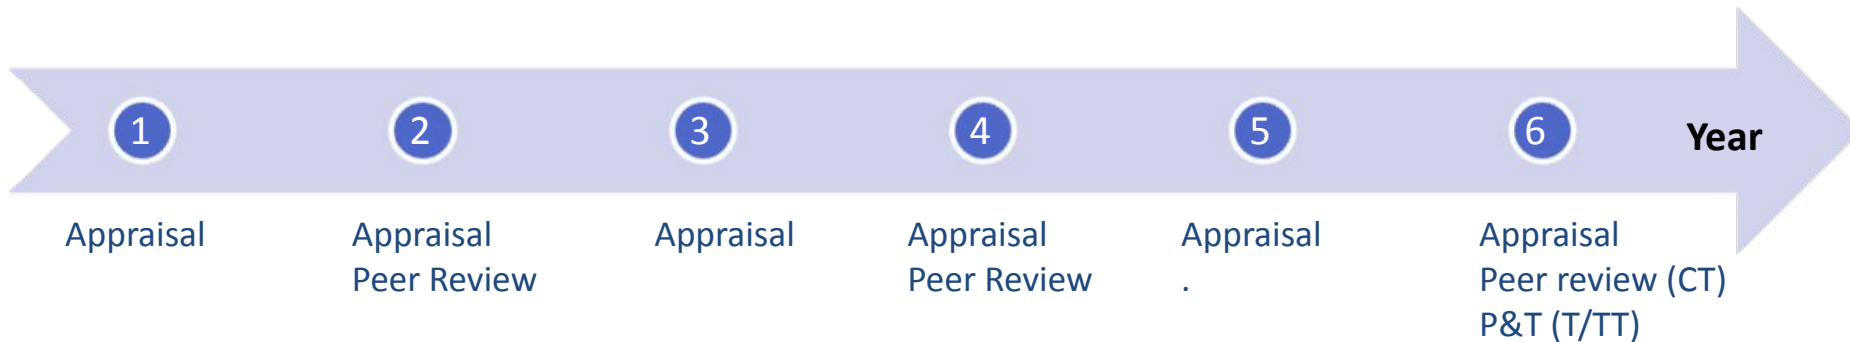 1 2 3 4 5 6 Year
Appraisal
Appraisal
Peer Review
Appraisal
Appraisal
Peer Review
Appraisal
.
Appraisal
Peer review (CT)
P&T (T/TT)